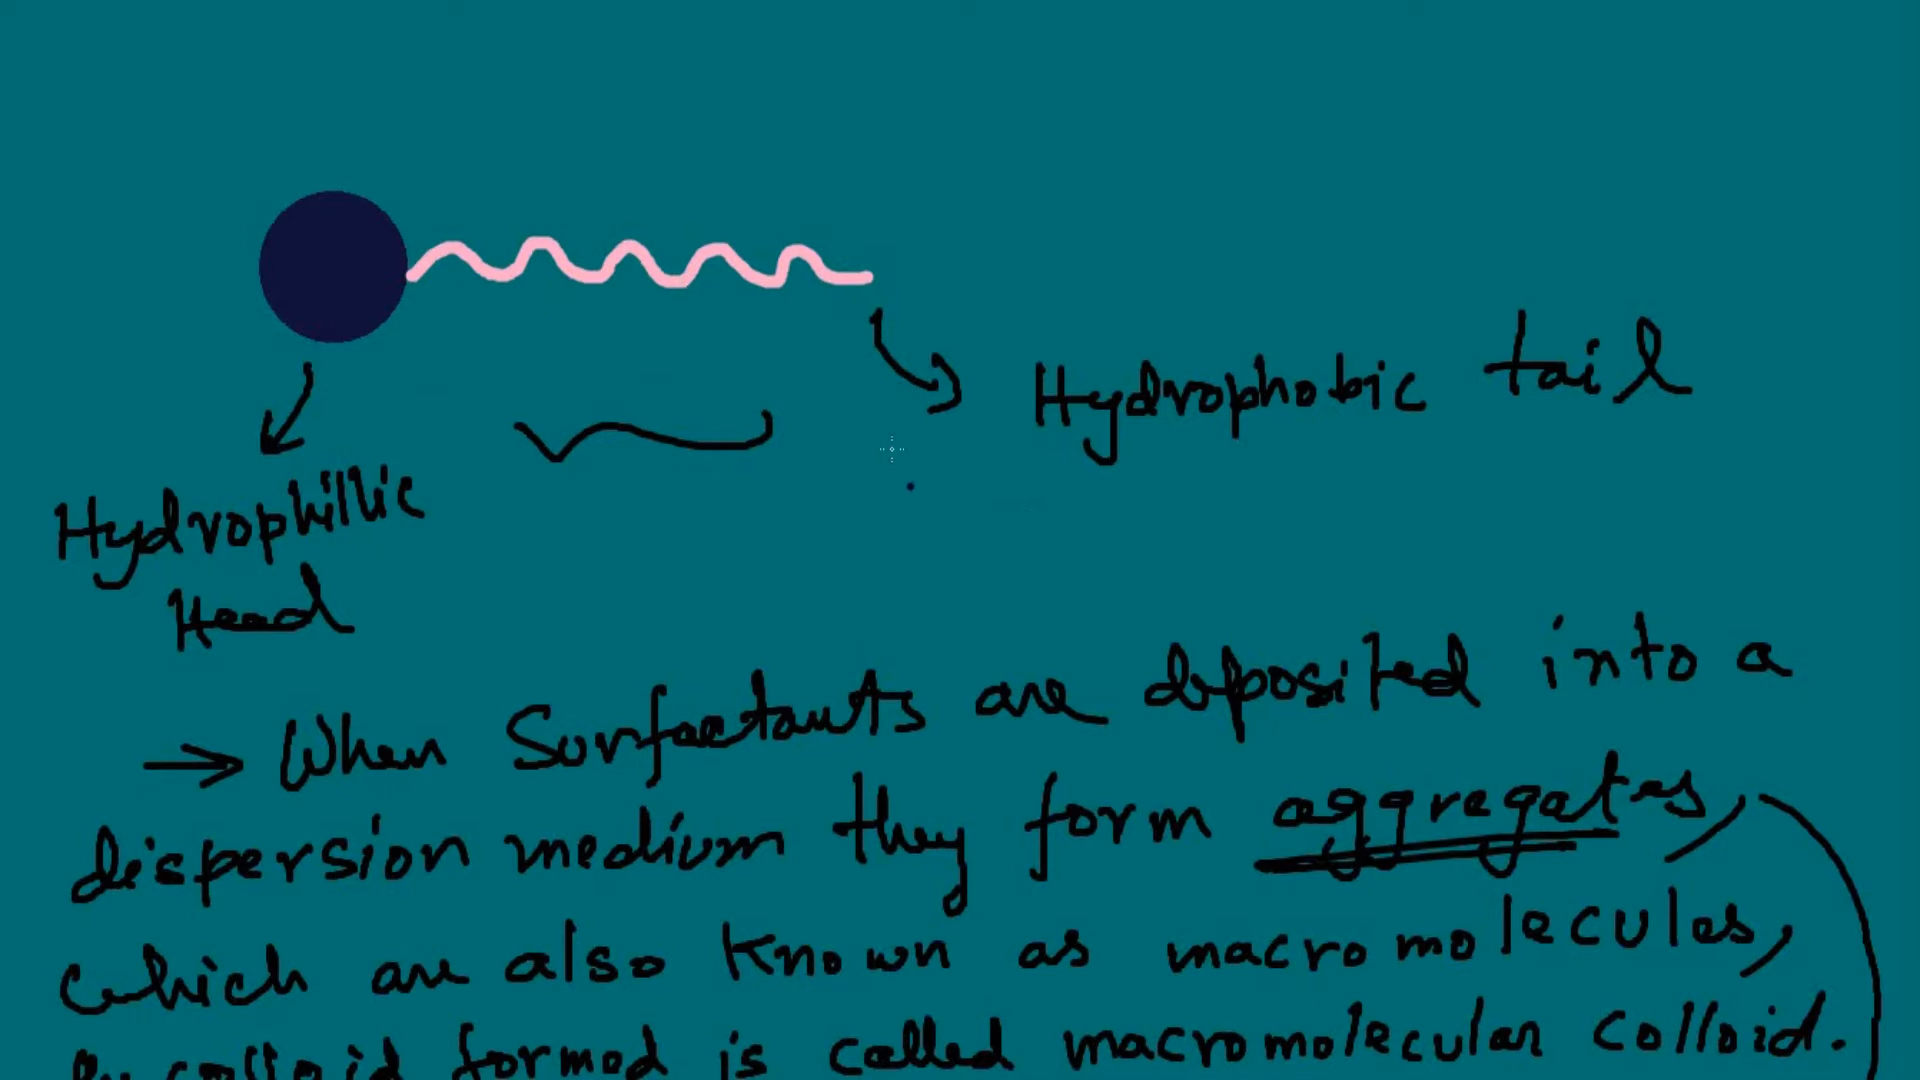 Hydrophobic tail
Hydrophillic
Head
→ When Surfactants are deposited into a
dispersion medium they form aggregates,
which are also known as macromolecules,
colloid formed is called macromolecular colloid.